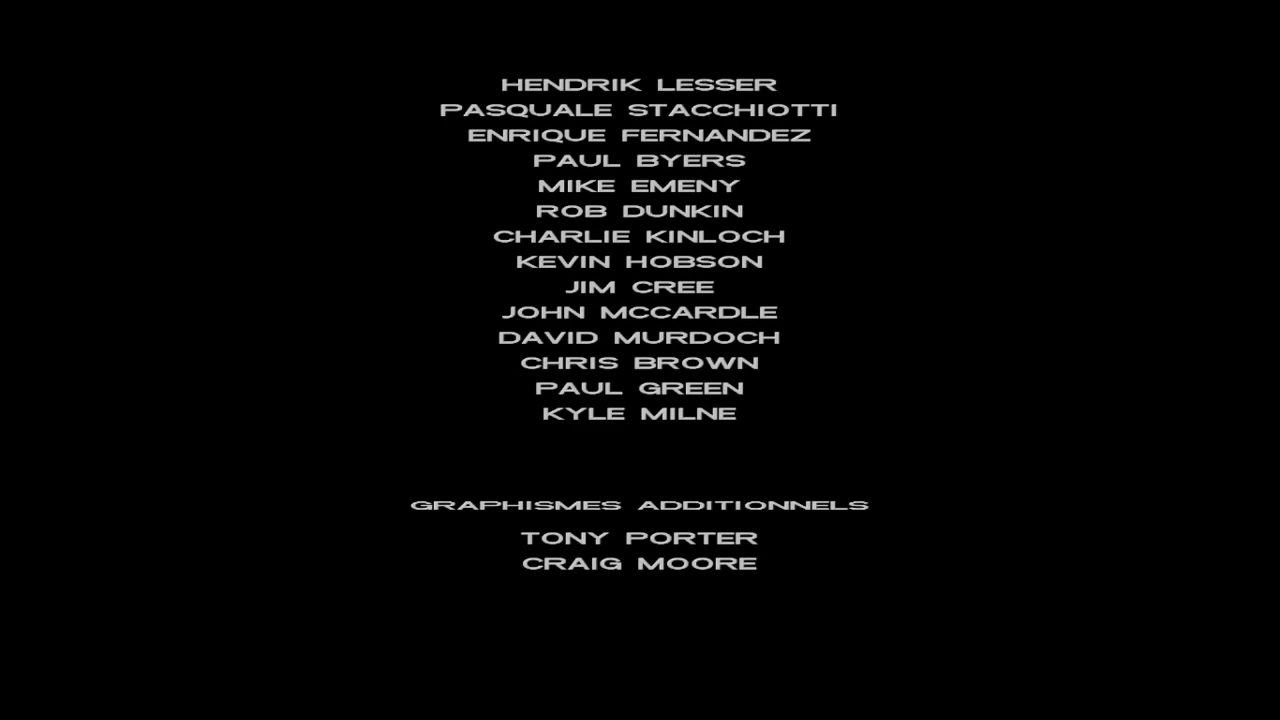 HENDRIK LESSER
PASQUALE STACCHIOTTI
ENRIQUE FERNANDEZ
PAUL BYERS
MIKE EMENY
ROB DUNKIN
CHARLIE KINLOCH
KEVIN HOBSON
JIM CREE
JOHN MCCARDLE
DAVID MURDOCH
CHRIS BROWN
PAUL GREEN
KYLE MILNE
GRAPHISMES ADDITIONNELS
TONY PORTER
CRAIG MOORE